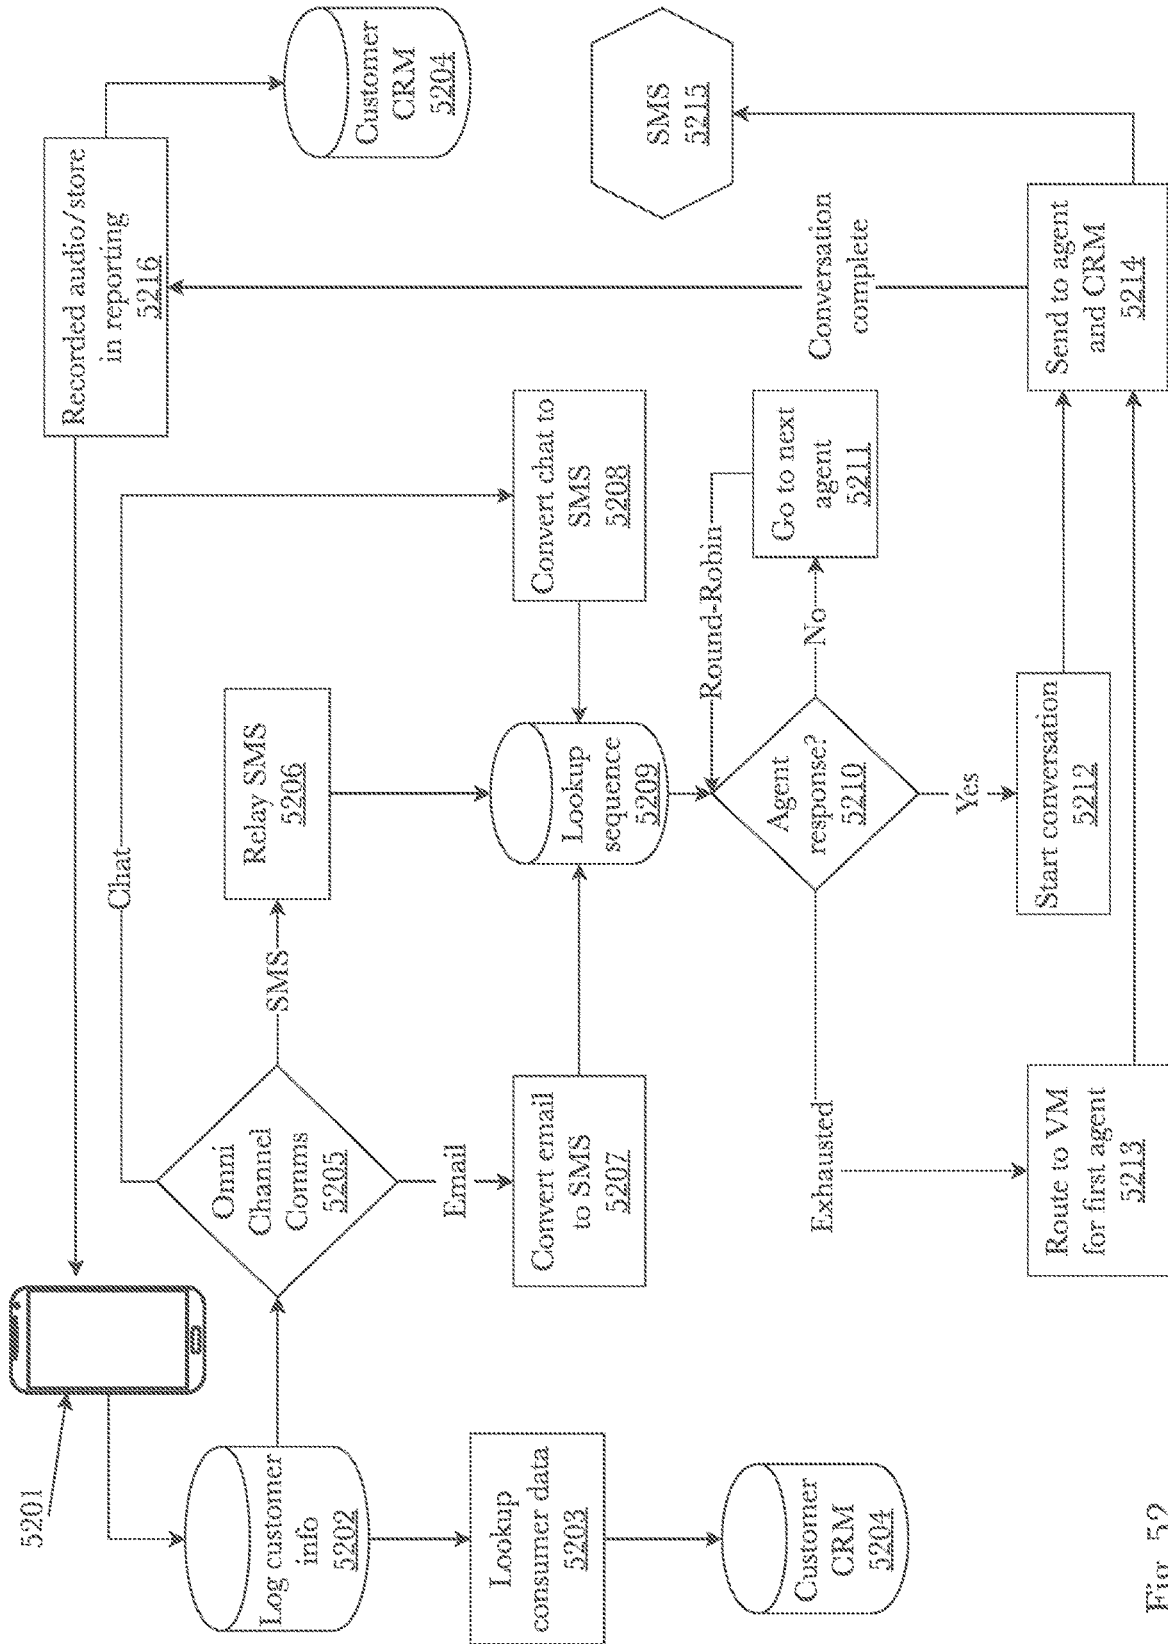 5201
Log customer
info
5202
Lookup
consumer data
5203
Customer
CRM
5204
Omni
Channel
Comms
5205
Chat
SMS
Email
Relay SMS
5206
Convert email
to SMS
5207
Convert chat to
SMS
5208
Lookup
sequence
5209
Agent
response?
5210
Round-Robin
No
Go to next
agent
5211
Yes
Start conversation
5212
Exhausted
Route to VM
for first agent
5213
Send to agent
and CRM
5214
SMS
5215
Conversation
complete
Recorded audio/store
in reporting
5216
Customer
CRM
5204
Fig. 52